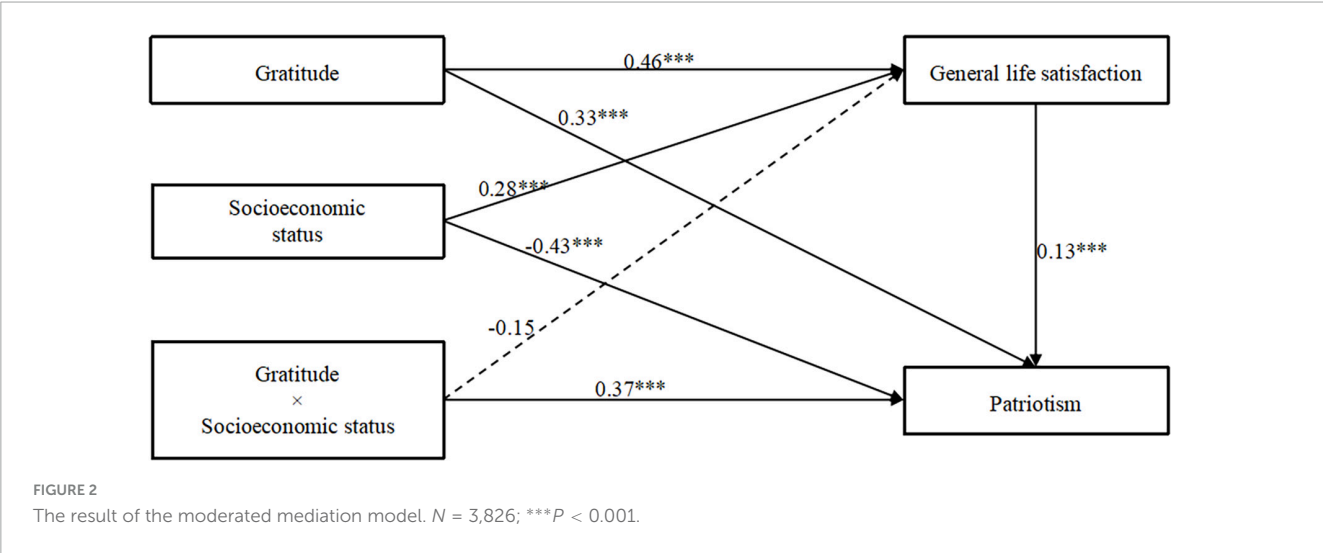 Gratitude
0.46***
General life satisfaction
0.33***
0.28***
Socioeconomic
status
-0.43***
0.13***
-0.15
Gratitude
×
Socioeconomic status
0.37***
Patriotism
FIGURE 2
The result of the moderated mediation model. N = 3,826; ***P < 0.001.